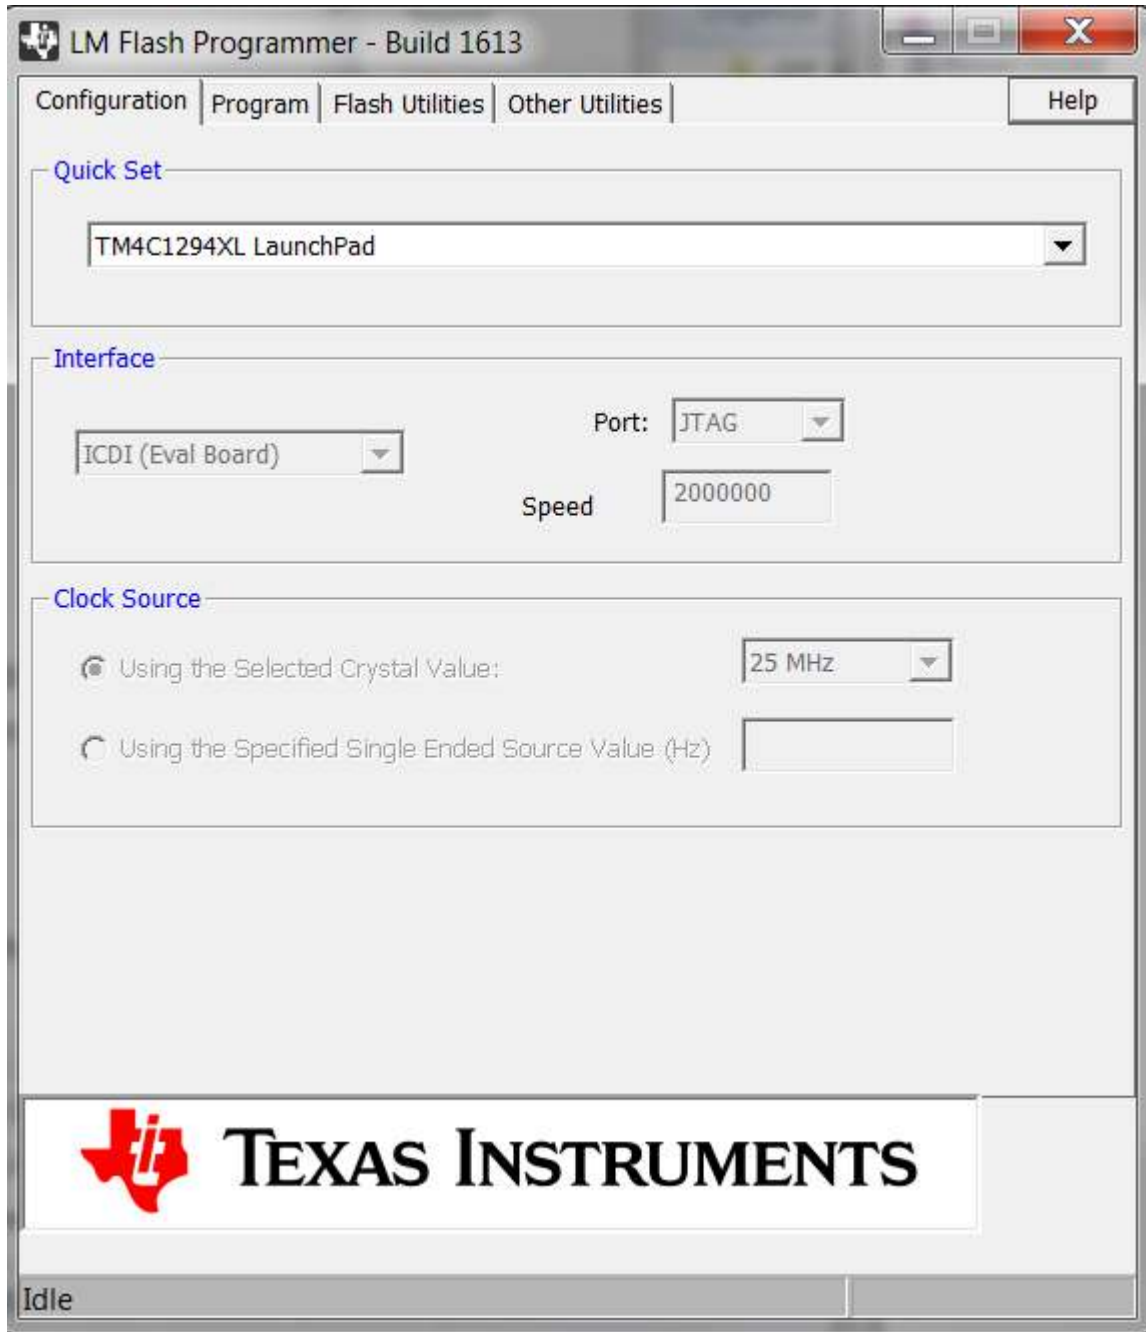 LM Flash Programmer - Build 1613
Configuration Program Flash Utilities Other Utilities Help
Quick Set
TM4C1294XL LaunchPad
Interface
Port: JTAG
ICDI (Eval Board)
Speed 2000000
Clock Source
Using the Selected Crystal Value: 25 MHz
Using the Specified Single Ended Source Value (Hz)
TEXAS INSTRUMENTS
Idle